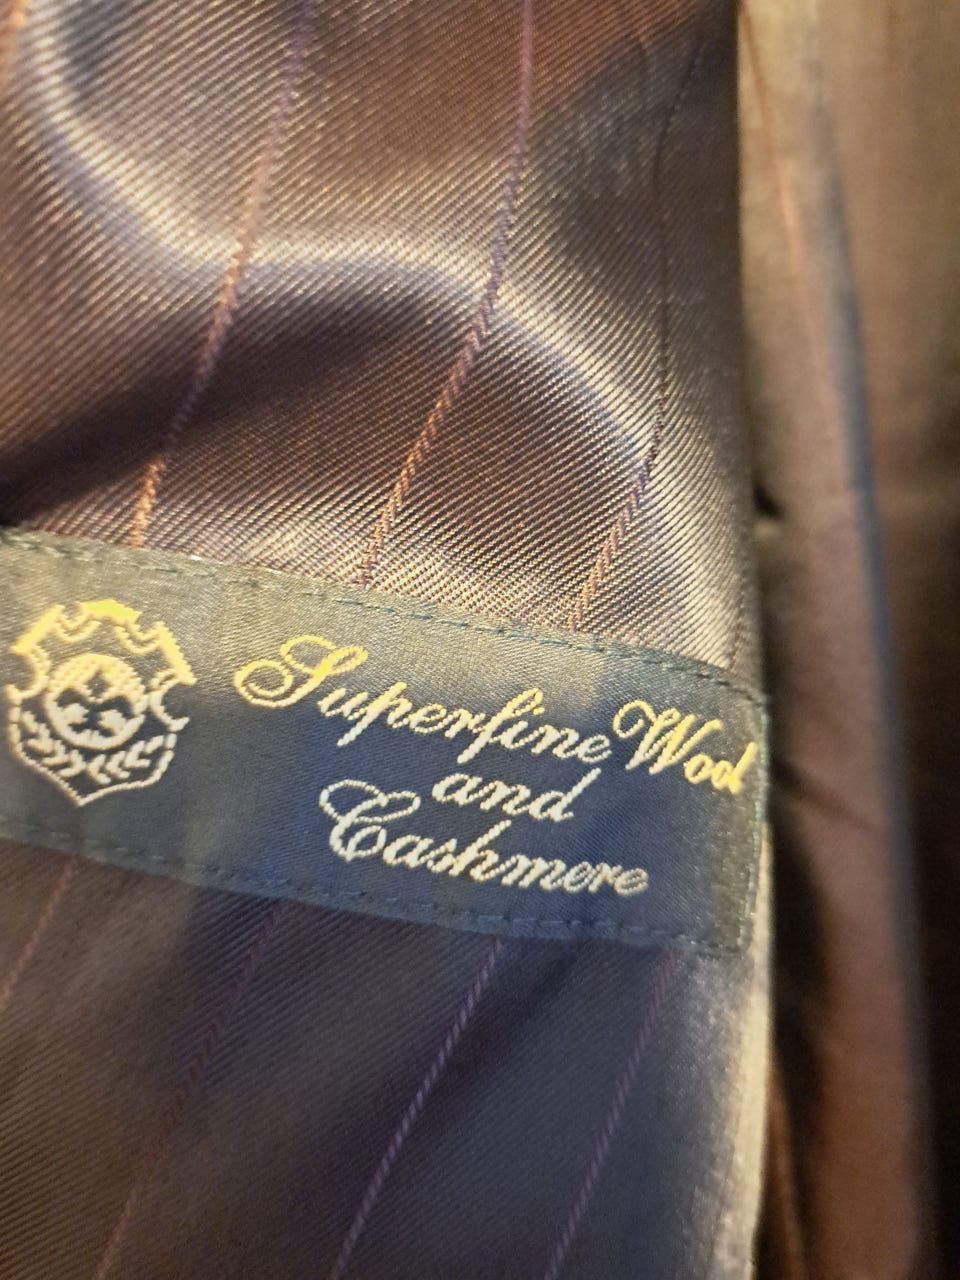 Superfine Wool
and
Cashmere